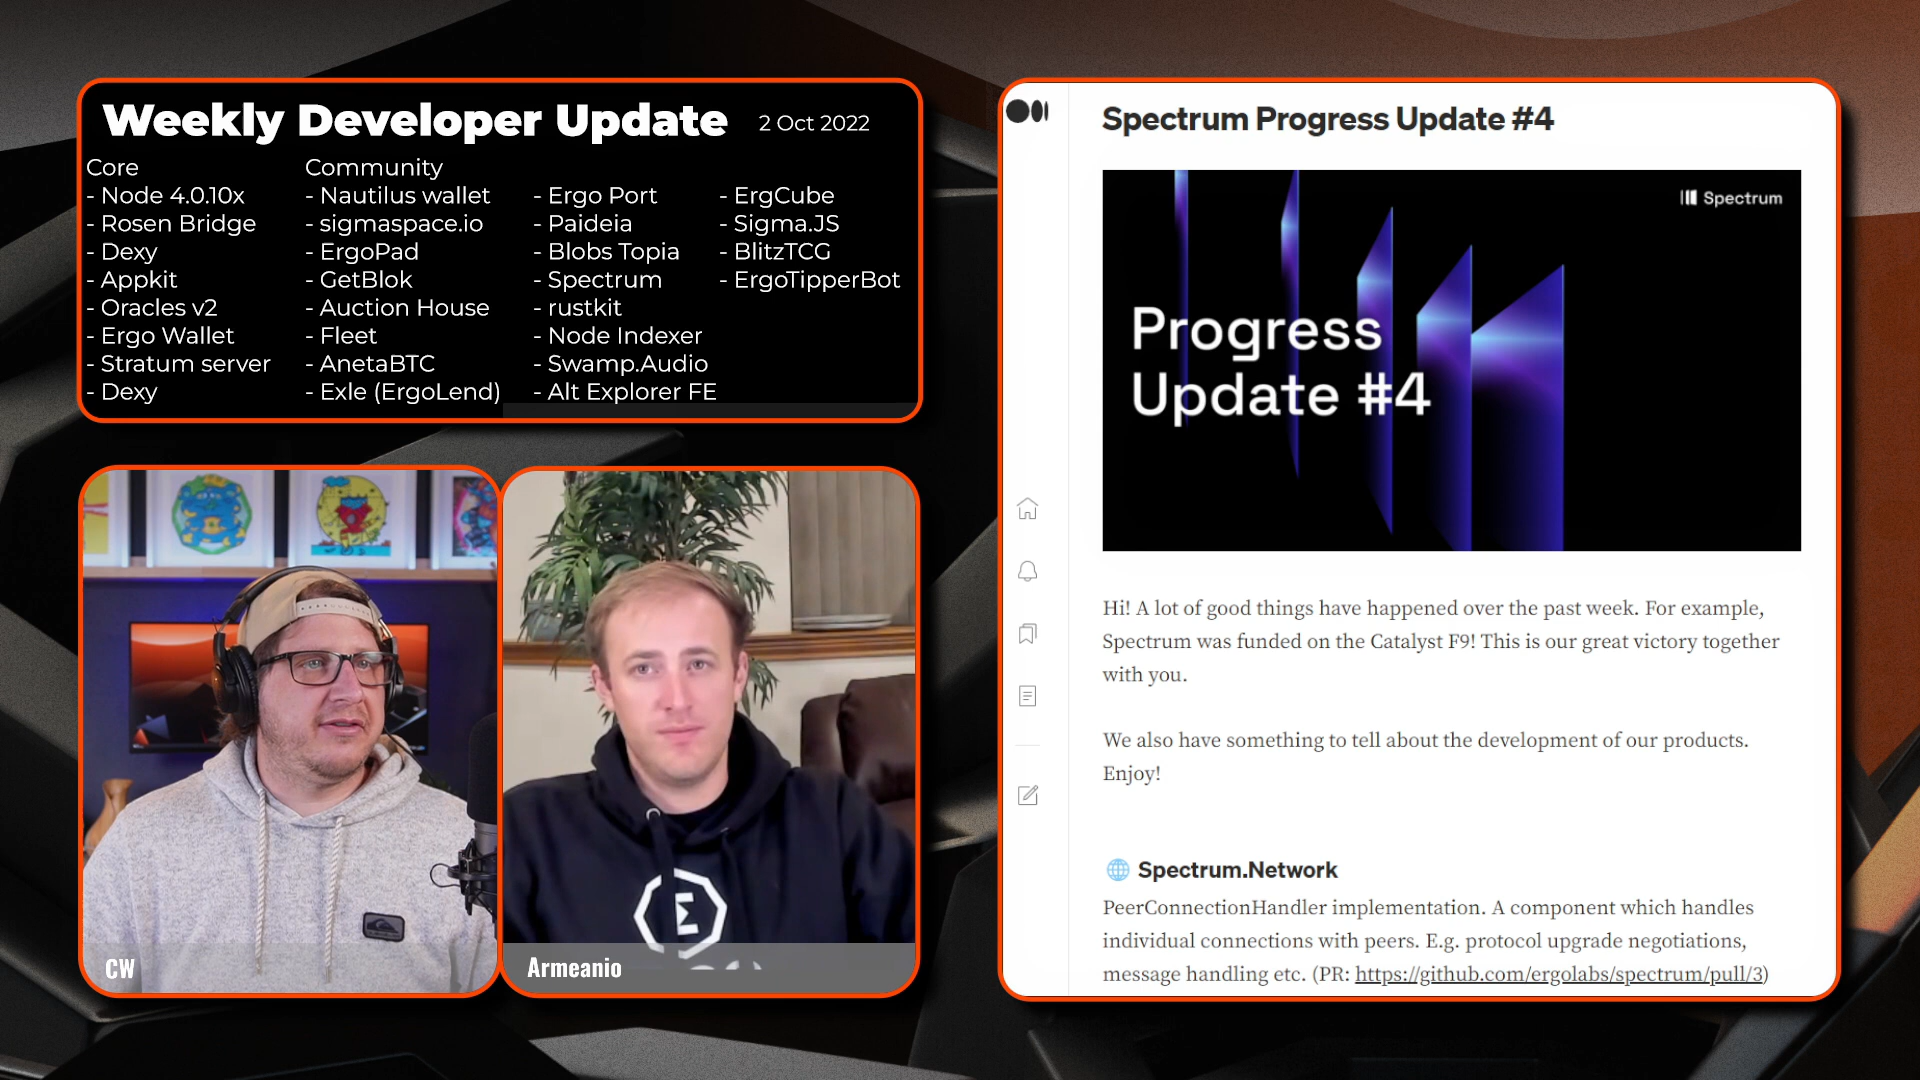 Weekly Developer Update 2 Oct 2022
Core
- Node 4.0.10x
- Rosen Bridge
- Dexy
- Appkit
- Oracles v2
- Ergo Wallet
- Stratum server
- Dexy
Community
- Nautilus wallet
- sigmaspace.io
- ErgoPad
- GetBlok
- Auction House
- Fleet
- AnetaBTC
- Exle (ErgoLend)
- Ergo Port
- Paideia
- Blobs Topia
- Spectrum
- rustkit
- Node Indexer
- Swamp.Audio
- Alt Explorer FE
- ErgCube
- Sigma.JS
- BlitzTCG
- ErgoTipperBot
CW
Armeanio
Spectrum Progress Update #4
Spectrum
Progress
Update #4
Hi! A lot of good things have happened over the past week. For example,
Spectrum was funded on the Catalyst F9! This is our great victory together
with you.
We also have something to tell about the development of our products.
Enjoy!
Spectrum.Network
PeerConnectionHandler implementation. A component which handles
individual connections with peers. E.g. protocol upgrade negotiations,
message handling etc. (PR: https://github.com/ergolabs/spectrum/pull/3)